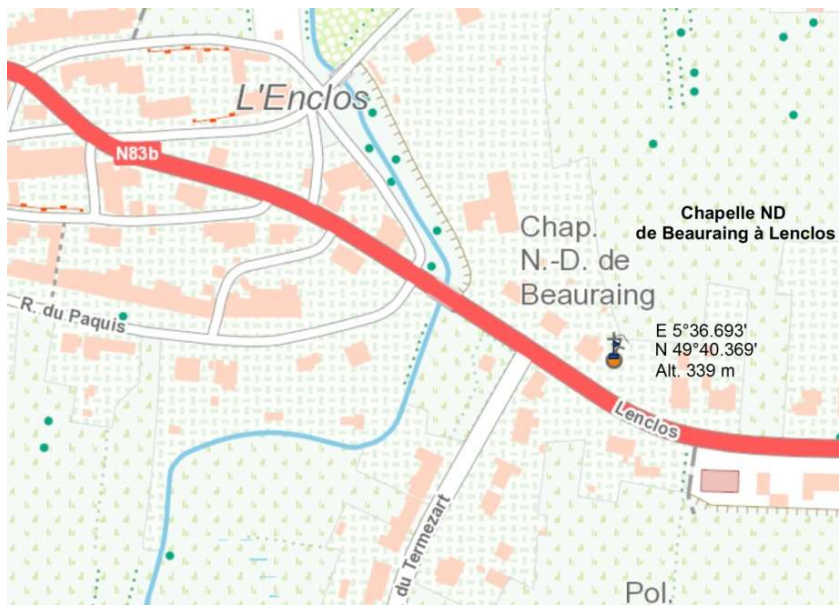 L'Enclos
N83b
Chapelle ND
de Beauraing à Lenclos
Chap.
N.-D. de
Beauraing
R. du Paquis
E 5°36.693'
N 49°40.369'
Alt. 339 m
Lenclos
du Termezart
Pol.